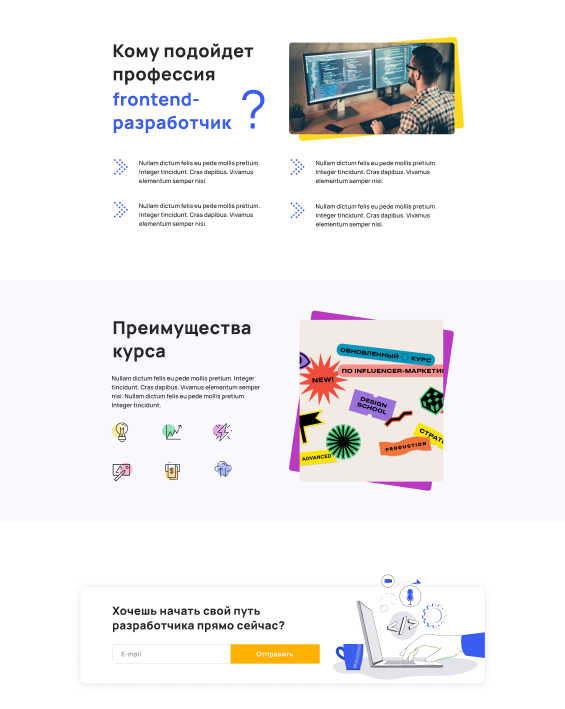 Кому подойдет
профессия
frontend-
разработчик ?
Nullam dictum felis eu pede mollis pretium.
Integer tincidunt. Cras dapibus. Vivamus
elementum semper nisi.
Nullam dictum felis eu pede mollis pretium.
Integer tincidunt. Cras dapibus. Vivamus
elementum semper nisi.
Nullam dictum felis eu pede mollis pretium.
Integer tincidunt. Cras dapibus. Vivamus
elementum semper nisi.
Nullam dictum felis eu pede mollis pretium.
Integer tincidunt. Cras dapibus. Vivamus
elementum semper nisi.
Преимущества
курса
Nullam dictum felis eu pede mollis pretium. Integer
tincidunt. Cras dapibus. Vivamus elementum semper
nisi. Nullam dictum felis eu pede mollis pretium.
Integer tincidunt.
$
ОБНОВЛЕННЫЙ КУРС
ПО INFLUENCER-МАРКЕТИ
NEW!
DESIGN
SCHOOL
СТРАТ
PRODUCTION
ADVANCED
Хочешь начать свой путь
разработчика прямо сейчас?
E-mail
Отправить
</>